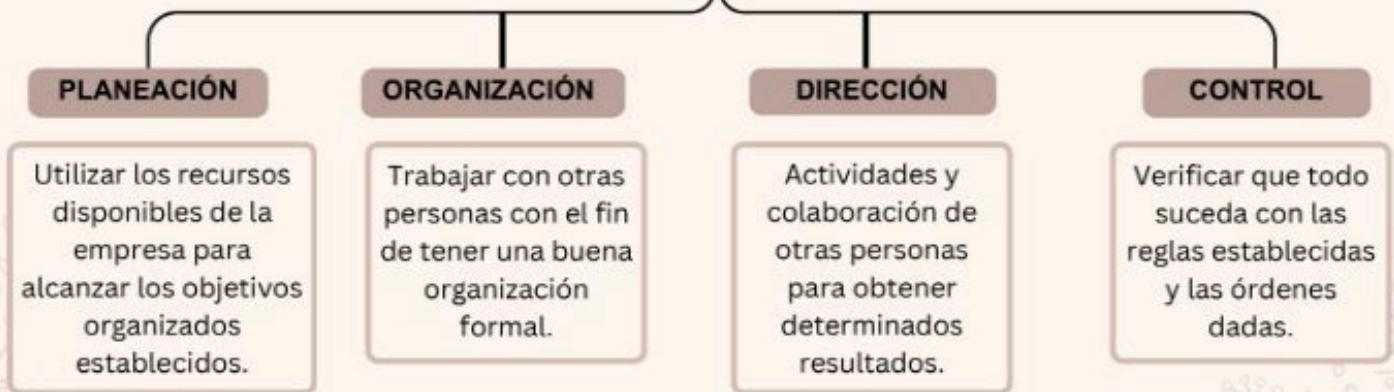 PLANEACIÓN
Utilizar los recursos
disponibles de la
empresa para
alcanzar los objetivos
organizados
establecidos.
ORGANIZACIÓN
Trabajar con otras
personas con el fin
de tener una buena
organización
formal.
DIRECCIÓN
Actividades y
colaboración de
otras personas
para obtener
determinados
resultados.
CONTROL
Verificar que todo
suceda con las
reglas establecidas
y las órdenes
dadas.